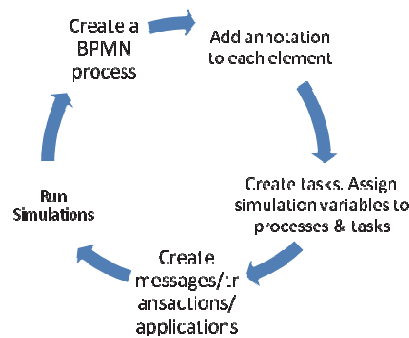 Create a
BPMN
process
Add annotation
to each element
Create tasks. Assign
simulation variables to
processes & tasks
Create
messages/tr
ansactions/
applications
Run
Simulations